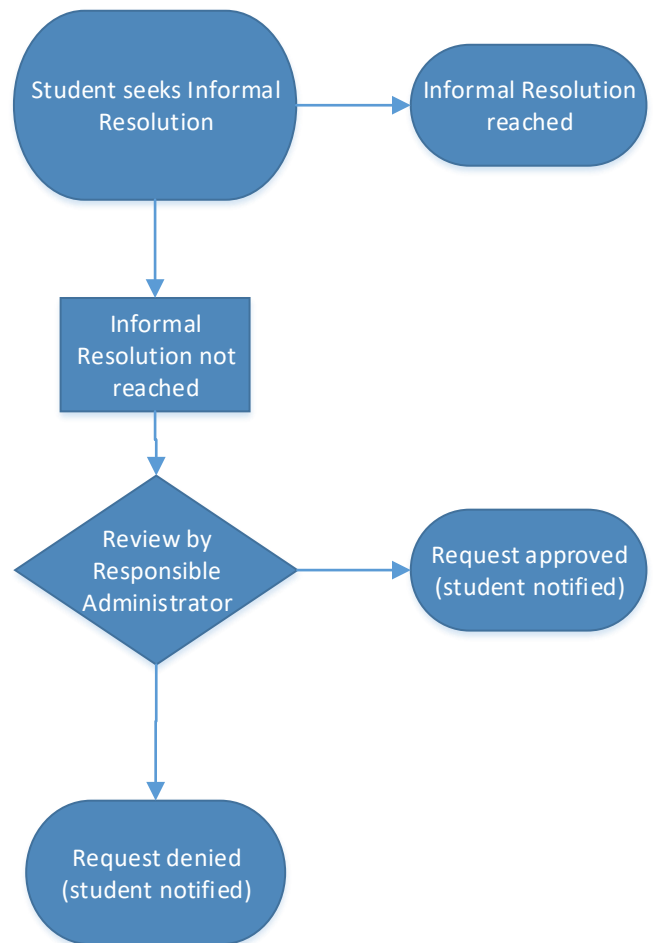 Student seeks Informal
Resolution
Informal Resolution
reached
Informal
Resolution not
reached
Review by
Responsible
Administrator
Request approved
(student notified)
Request denied
(student notified)